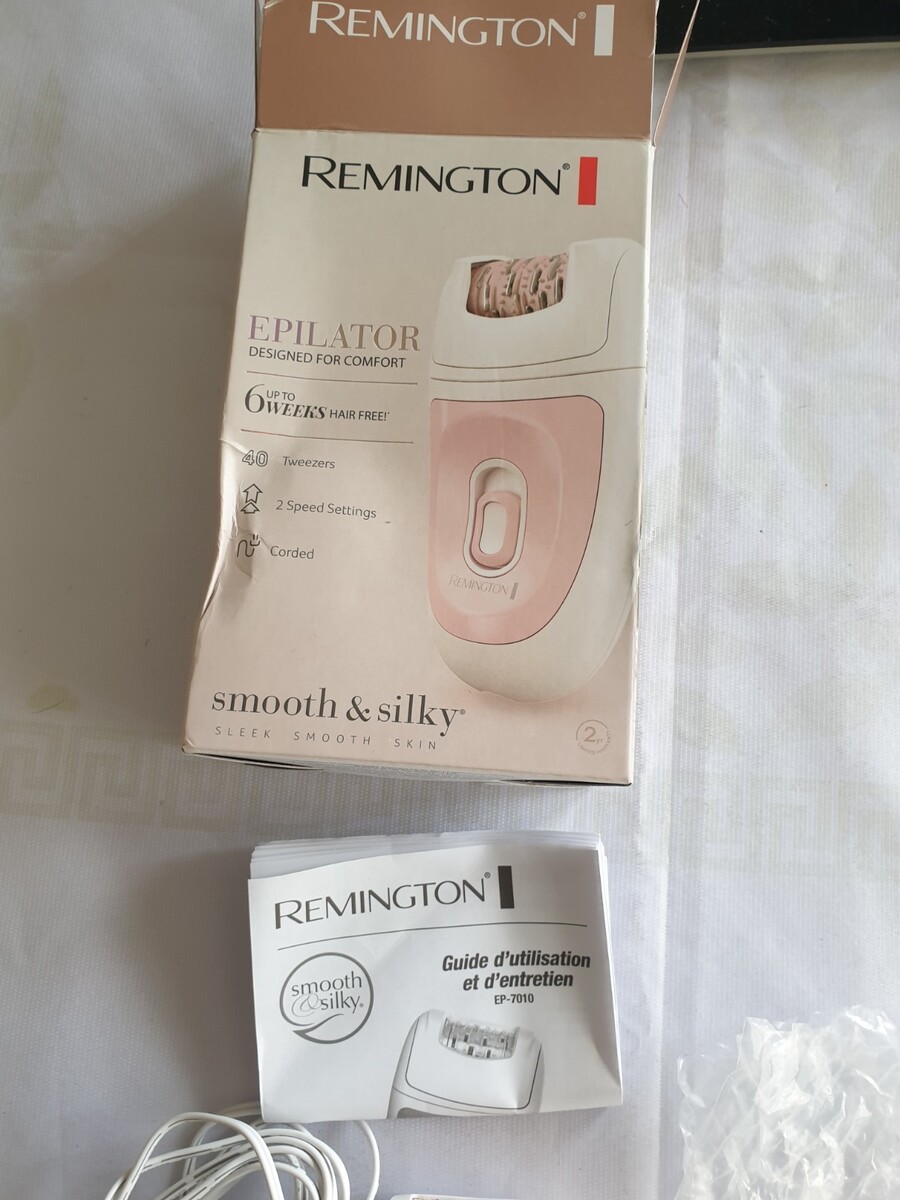 REMINGTON®
REMINGTON®
EPILATOR
DESIGNED FOR COMFORT
6 UP TO WEEKS HAIR FREE!*
40 Tweezers
2 Speed Settings
Corded
REMINGTON
smooth & silky®
SLEEK SMOOTH SKIN
2
REMINGTON®
smooth & silky®
Guide d'utilisation
et d'entretien
EP-7010